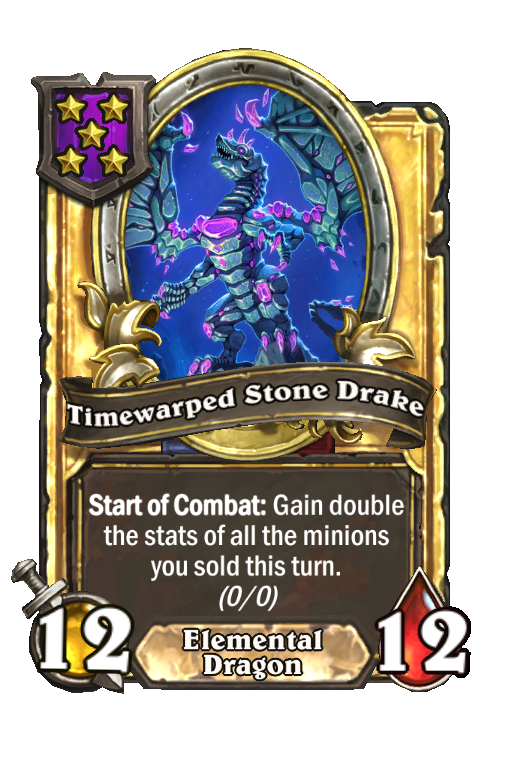 Timewarped Stone Drake
Start of Combat: Gain double
the stats of all the minions
you sold this turn.
(0/0)
12
Elemental
Dragon
12